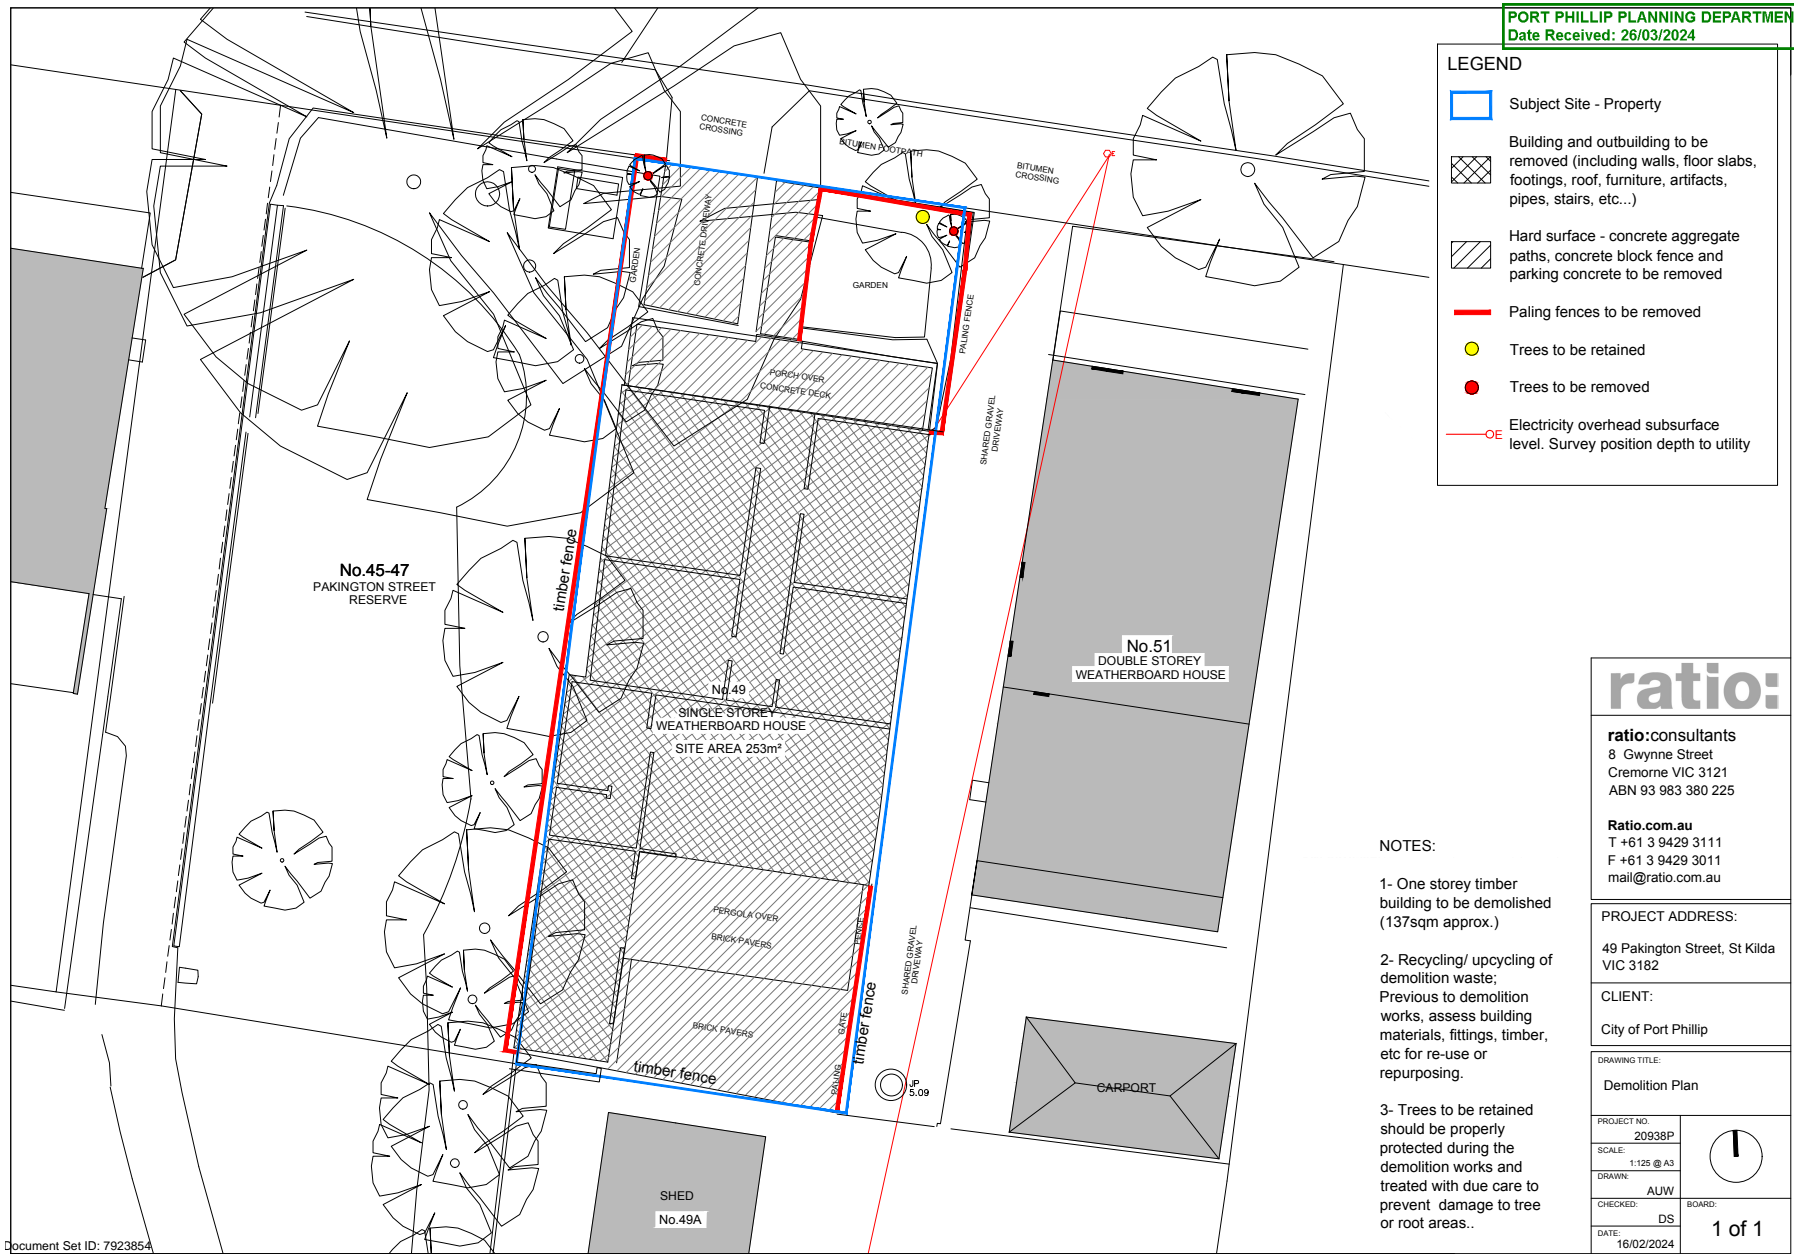 PORT PHILLIP PLANNING DEPARTMEN
Date Received: 26/03/2024
LEGEND
Subject Site - Property
Building and outbuilding to be
removed (including walls, floor slabs,
footings, roof, furniture, artifacts,
pipes, stairs, etc...)
Hard surface - concrete aggregate
paths, concrete block fence and
parking concrete to be removed
Paling fences to be removed
Trees to be retained
Trees to be removed
OE
Electricity overhead subsurface
level. Survey position depth to utility
CONCRETE
CROSSING
BITUMEN FOOTPATH
BITUMEN
CROSSING
E
GARDEN
CONCRETE DRIVEWAY
GARDEN
PALING FENCE
PORCH OVER
CONCRETE DECK
SHARED GRAVEL
DRIVEWAY
timber fence
No.45-47
PAKINGTON STREET
RESERVE
No.51
DOUBLE STOREY
WEATHERBOARD HOUSE
No.49
SINGLE STOREY
WEATHERBOARD HOUSE
SITE AREA 253m²
PERGOLA OVER
BRICK PAVERS
FENCE
SHARED GRAVEL
DRIVEWAY
BRICK PAVERS
GATE
PALING
timber fence
timber fence
JP
5.09
CARPORT
SHED
No.49A
NOTES:
1- One storey timber
building to be demolished
(137sqm approx.)
2- Recycling/ upcycling of
demolition waste;
Previous to demolition
works, assess building
materials, fittings, timber,
etc for re-use or
repurposing.
3- Trees to be retained
should be properly
protected during the
demolition works and
treated with due care to
prevent damage to tree
or root areas..
ratio:
ratio:consultants
8 Gwynne Street
Cremorne VIC 3121
ABN 93 983 380 225
Ratio.com.au
T +61 3 9429 3111
F +61 3 9429 3011
mail@ratio.com.au
PROJECT ADDRESS:
49 Pakington Street, St Kilda
VIC 3182
CLIENT:
City of Port Phillip
DRAWING TITLE:
Demolition Plan
PROJECT NO.
20938P
SCALE:
1:125 @ A3
DRAWN:
AUW
CHECKED:
DS
DATE:
16/02/2024
BOARD:
1 of 1
Document Set ID: 7923854